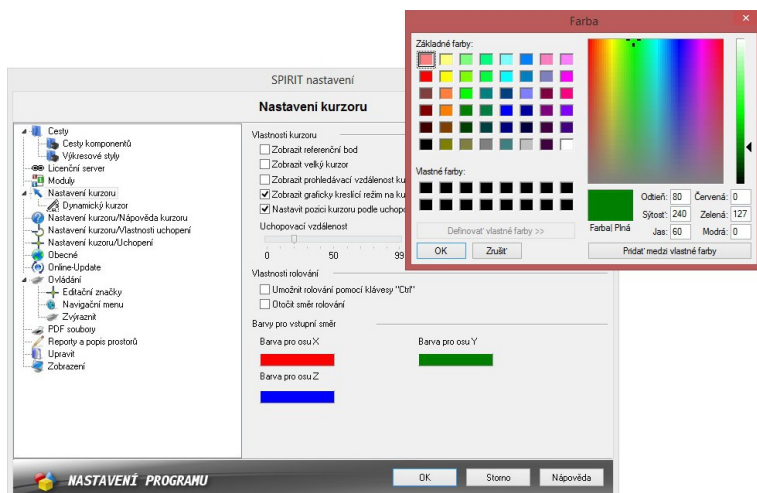 Farba
Základné farby:
Vlastné farby:
Definovať vlastné farby >>
OK
Zrušiť
Farba| Plná
Odtieň: 80
Sýtosť: 240
Jas: 60
Červená: 0
Zelená: 127
Modrá: 0
Pridať medzi vlastné farby
SPIRIT nastavení
Nastavení kurzoru
Cesty
Cesty komponentů
Výkresové styly
Licenční server
Moduly
Nastavení kurzoru
Dynamický kurzor
Nastavení kurzoru/Nápověda kurzoru
Nastavení kurzoru/Vlastnosti uchopení
Nastavení kuzoru/Uchopení
Obecné
Online-Update
Ovládání
Editační značky
Navigační menu
Zvýraznit
PDF soubory
Reporty a popis prostorů
Upravit
Zobrazení
Vlastnosti kurzoru
Zobrazit referenční bod
Zobrazit velký kurzor
Zobrazit prohledávací vzdálenost ku
Zobrazit graficky kreslící režim na ku
Nastavit pozici kurzoru podle uchopo
Uchopovací vzdálenost
0 50 99
Vlastnosti rolování
Umožnit rolování pomocí klávesy "Ctrl"
Otočit směr rolování
Barvy pro vstupní směr
Barva pro osu X
Barva pro osu Y
Barva pro osu Z
NASTAVENÍ PROGRAMU
OK
Storno
Nápověda